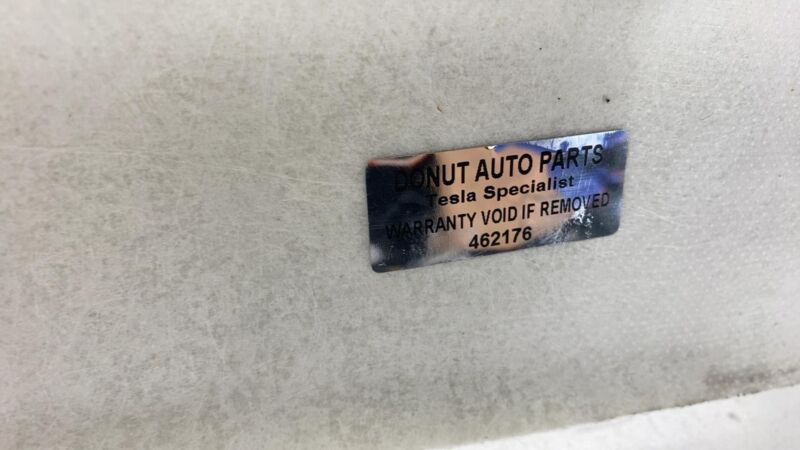 DONUT AUTO PARTS
Tesla Specialist
WARRANTY VOID IF REMOVED
462176